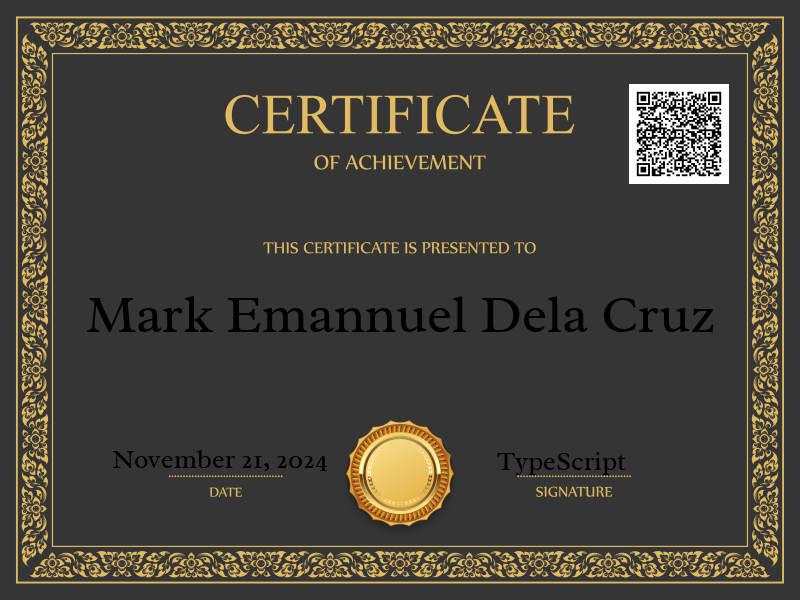 CERTIFICATE
OF ACHIEVEMENT
THIS CERTIFICATE IS PRESENTED TO
Mark Emannuel Dela Cruz
November 21, 2024
TypeScript
DATE
SIGNATURE